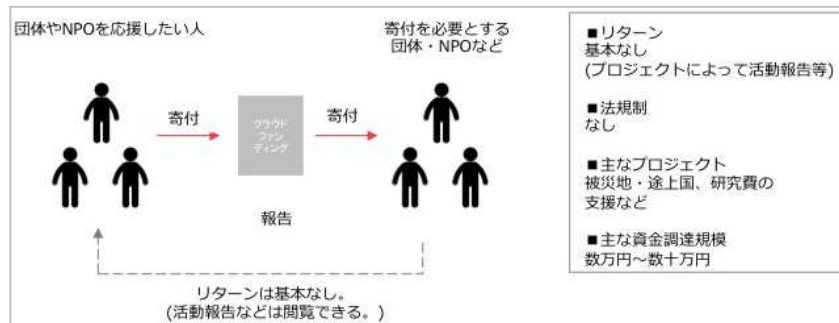 団体やNPOを応援したい人
寄付を必要とする
団体・NPOなど
寄付
クラウド
ファン
ディング
寄付
報告
リターンは基本なし。
(活動報告などは閲覧できる。)
■リターン
基本なし
(プロジェクトによって活動報告等)
■法規制
なし
■主なプロジェクト
被災地・途上国、研究費の
支援など
■主な資金調達規模
数万円～数十万円